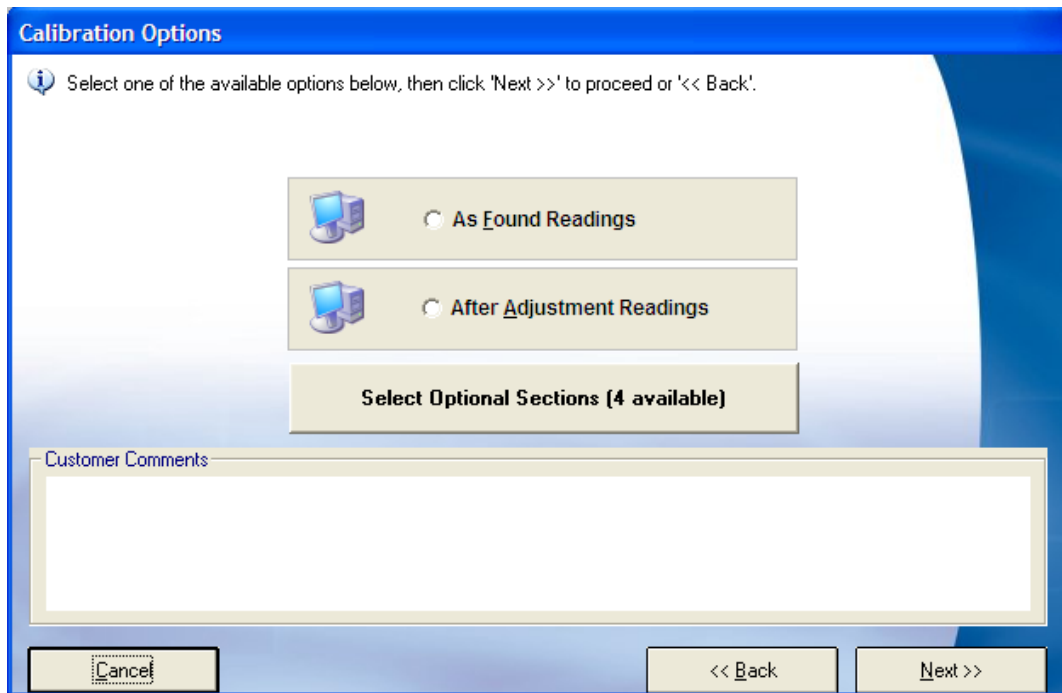 Calibration Options
Select one of the available options below, then click 'Next >>' to proceed or '<< Back'.
As Found Readings
After Adjustment Readings
Select Optional Sections (4 available)
Customer Comments
Cancel
<< Back
Next >>